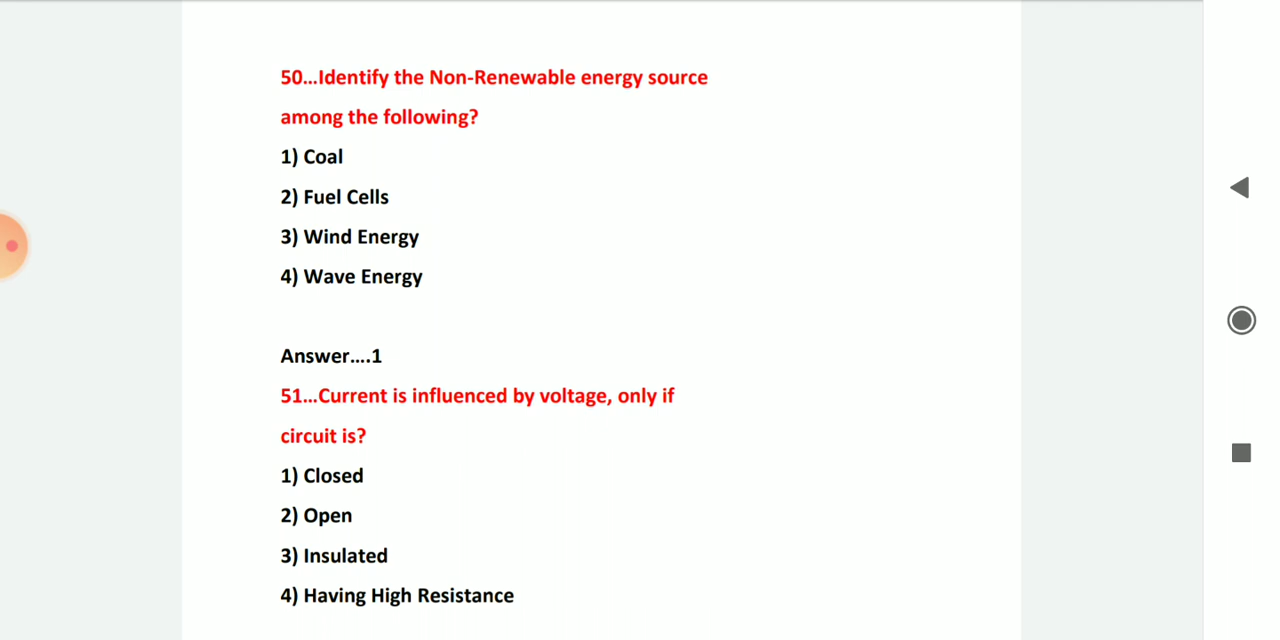 50...Identify the Non-Renewable energy source
among the following?
1) Coal
2) Fuel Cells
3) Wind Energy
4) Wave Energy
Answer....1
51...Current is influenced by voltage, only if
circuit is?
1) Closed
2) Open
3) Insulated
4) Having High Resistance